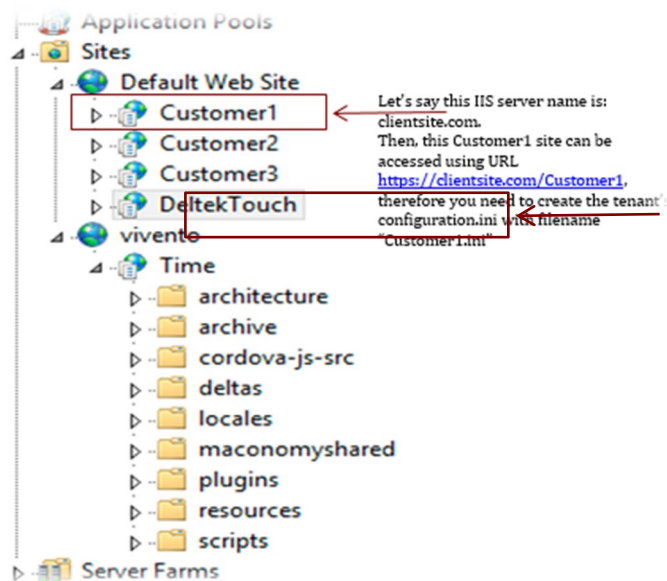 Application Pools
Sites
Default Web Site
Customer1
Customer2
Customer3
DeltekTouch
vivento
Time
architecture
archive
cordova-js-src
deltas
locales
maconomyshared
plugins
resources
scripts
Server Farms
Let's say this IIS server name is:
clientsite.com.
Then, this Customer1 site can be
accessed using URL
https://clientsite.com/Customer1,
therefore you need to create the tenant's
configuration.ini with filename
"Customer1.ini"